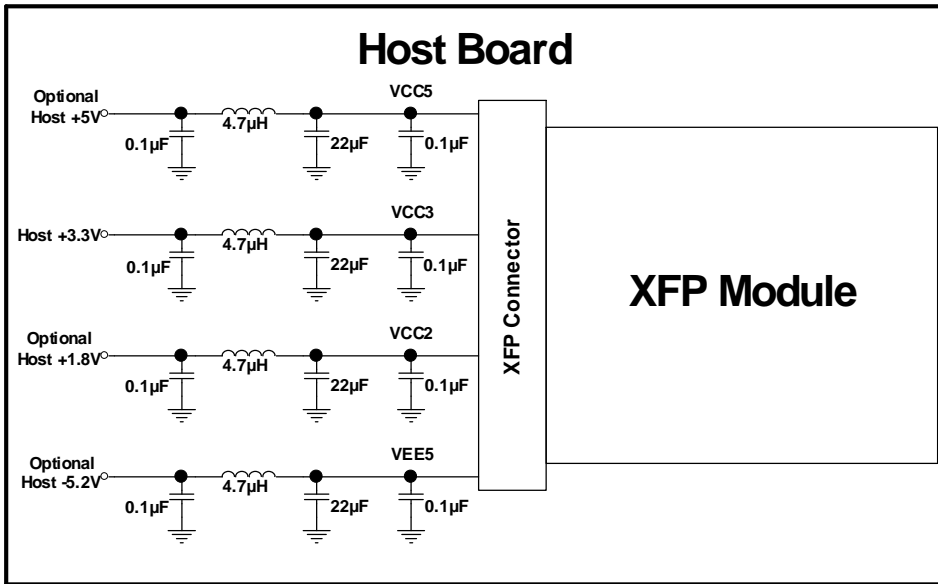 Host Board
Optional
Host +5V
0.1µF
4.7µH
22µF
VCC5
0.1µF
Host +3.3V
0.1µF
4.7µH
22µF
VCC3
0.1µF
Optional
Host +1.8V
0.1µF
4.7µH
22µF
VCC2
0.1µF
Optional
Host -5.2V
0.1µF
4.7µH
22µF
VEE5
0.1µF
XFP Connector
XFP Module